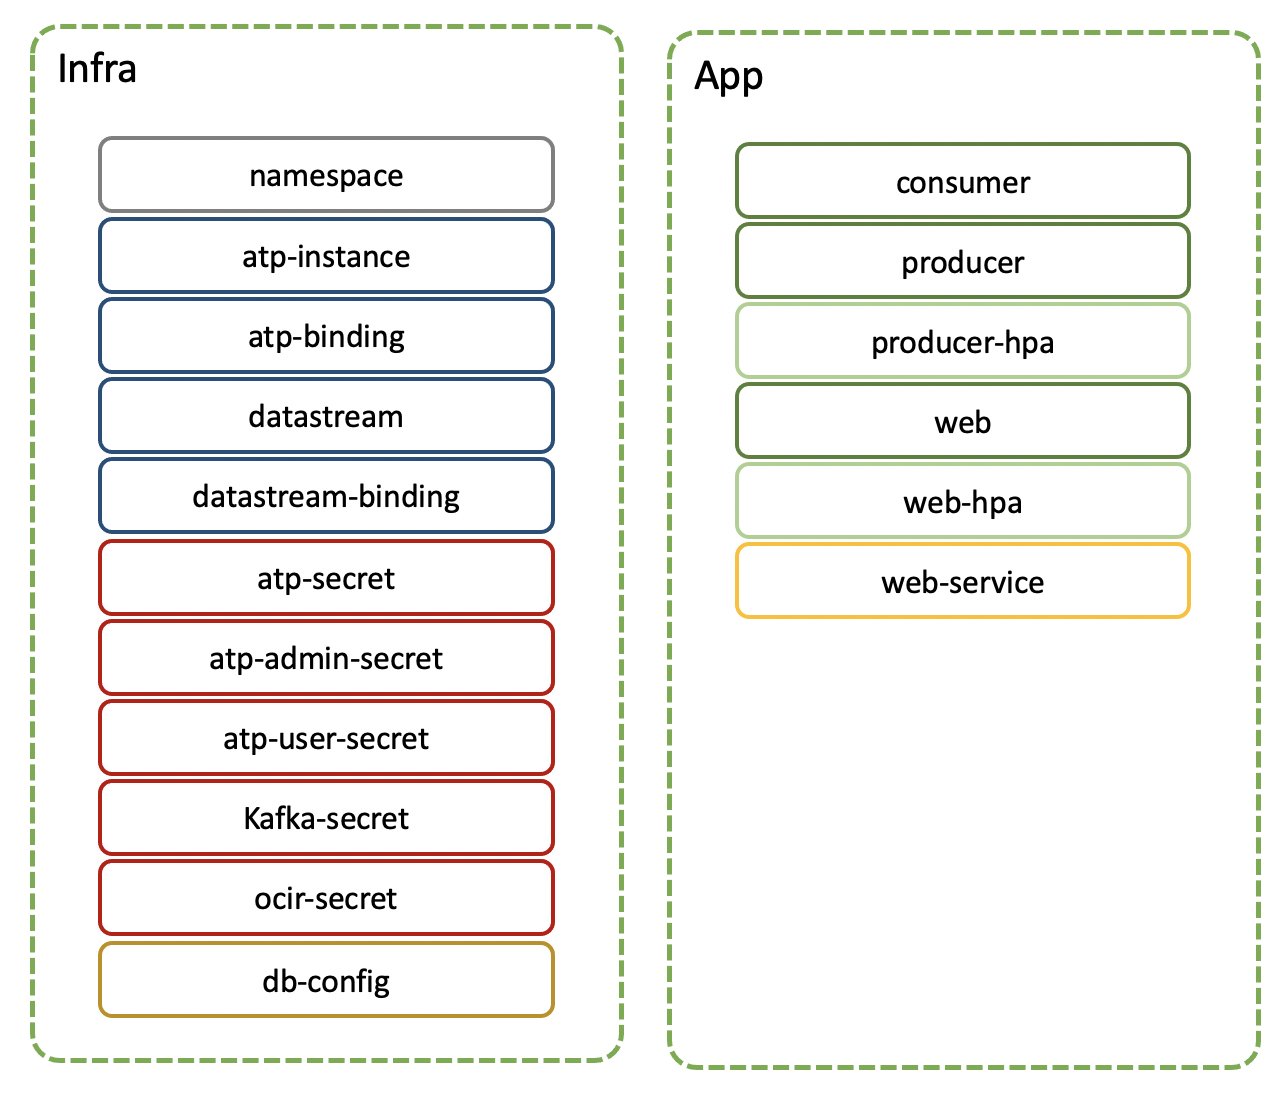 Infra
namespace
atp-instance
atp-binding
datastream
datastream-binding
atp-secret
atp-admin-secret
atp-user-secret
Kafka-secret
ocir-secret
db-config
App
consumer
producer
producer-hpa
web
web-hpa
web-service